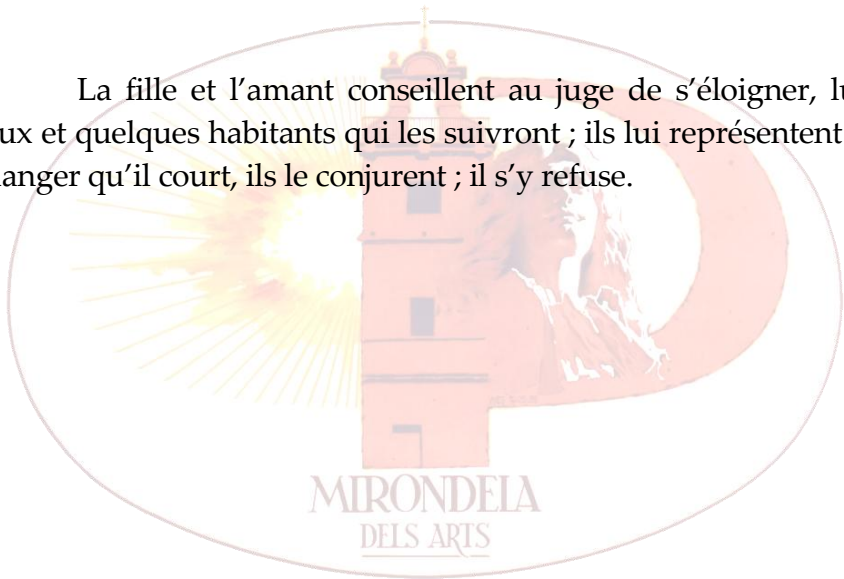 La fille et l’amant conseillent au juge de s’éloigner, lu
ux et quelques habitants qui les suivront ; ils lui représentent
anger qu’il court, ils le conjurent ; il s’y refuse.
MIRONDELA
DELS ARTS